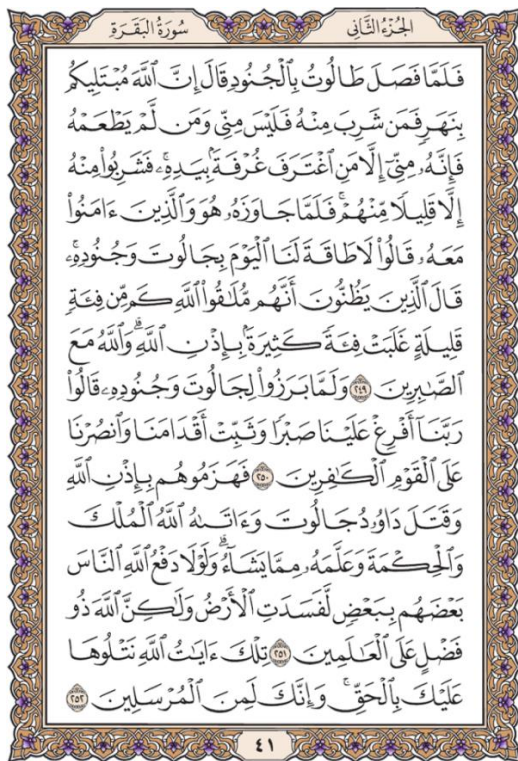 الجُزْءُ الثَّانِي
سُورَةُ البَقَرَةِ
فَلَمَّا فَصَلَ طَالُوتُ بِالۡجُنُودِ قَالَ إِنَّ ٱللَّهَ مُبۡتَلِيكُم
بِنَهَرٖ فَمَن شَرِبَ مِنۡهُ فَلَيۡسَ مِنِّي وَمَن لَّمۡ يَطۡعَمۡهُ
فَإِنَّهُۥ مِنِّيٓ إِلَّا مَنِ ٱغۡتَرَفَ غُرۡفَةَۢ بِيَدِهِۦۚ فَشَرِبُواْ مِنۡهُ
إِلَّا قَلِيلٗا مِّنۡهُمۡۚ فَلَمَّا جَاوَزَهُۥ هُوَ وَٱلَّذِينَ ءَامَنُواْ
مَعَهُۥ قَالُواْ لَا طَاقَةَ لَنَا ٱلۡيَوۡمَ بِجَالُوتَ وَجُنُودِهِۦۚ
قَالَ ٱلَّذِينَ يَظُنُّونَ أَنَّهُم مُّلَٰقُواْ ٱللَّهِ كَم مِّن فِئَةٖ
قَلِيلَةٍ غَلَبَتۡ فِئَةٗ كَثِيرَةَۢ بِإِذۡنِ ٱللَّهِۗ وَٱللَّهُ مَعَ
ٱلصَّٰبِرِينَ ٢٤٩ وَلَمَّا بَرَزُواْ لِجَالُوتَ وَجُنُودِهِۦ قَالُواْ
رَبَّنَآ أَفۡرِغۡ عَلَيۡنَا صَبۡرٗا وَثَبِّتۡ أَقۡدَامَنَا وَٱنصُرۡنَا
عَلَى ٱلۡقَوۡمِ ٱلۡكَٰفِرِينَ ٢٥٠ فَهَزَمُوهُم بِإِذۡنِ ٱللَّهِ
وَقَتَلَ دَاوُۥدُ جَالُوتَ وَءَاتَىٰهُ ٱللَّهُ ٱلۡمُلۡكَ
وَٱلۡحِكۡمَةَ وَعَلَّمَهُۥ مِمَّا يَشَآءُۗ وَلَوۡلَا دَفۡعُ ٱللَّهِ ٱلنَّاسَ
بَعۡضَهُم بِبَعۡضٖ لَّفَسَدَتِ ٱلۡأَرۡضُ وَلَٰكِنَّ ٱللَّهَ ذُو
فَضۡلٍ عَلَى ٱلۡعَٰلَمِينَ ٢٥١ تِلۡكَ ءَايَٰتُ ٱللَّهِ نَتۡلُوهَا
عَلَيۡكَ بِٱلۡحَقِّۚ وَإِنَّكَ لَمِنَ ٱلۡمُرۡسَلِينَ ٢٥٢
٤١